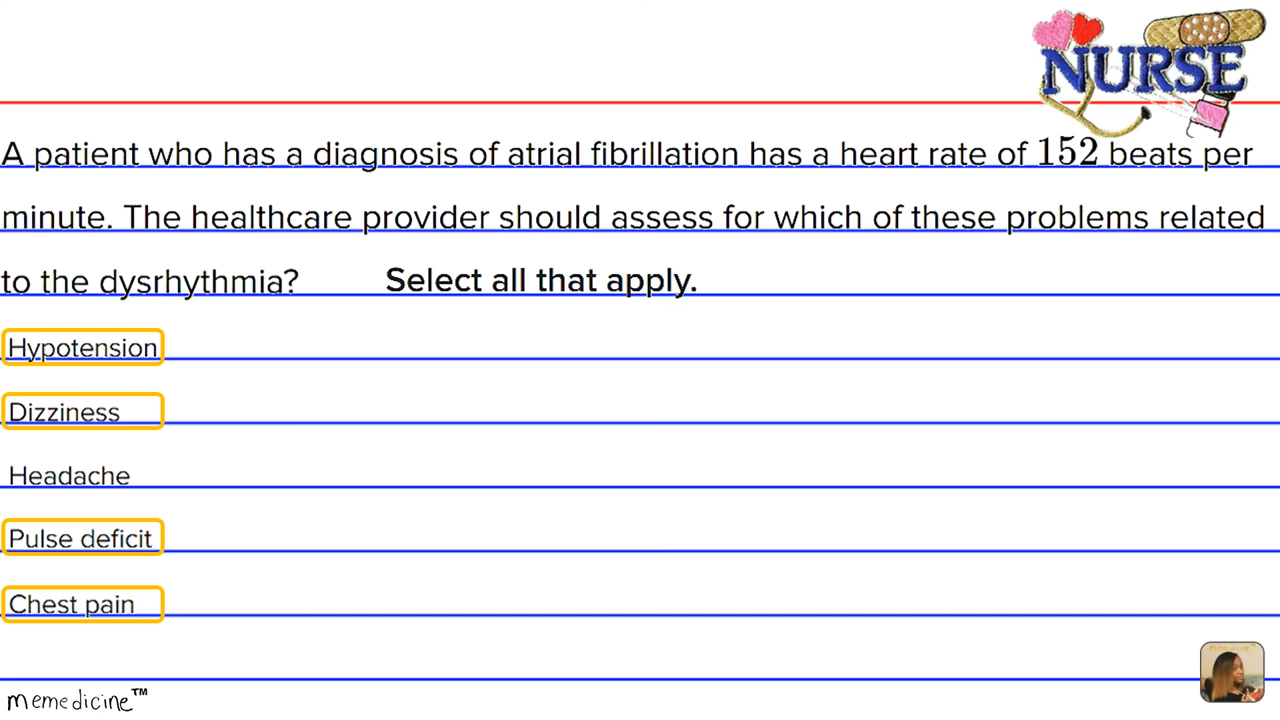 NURSE
A patient who has a diagnosis of atrial fibrillation has a heart rate of 152 beats per
minute. The healthcare provider should assess for which of these problems related
to the dysrhythmia? Select all that apply.
Hypotension
Dizziness
Headache
Pulse deficit
Chest pain
memedicine™